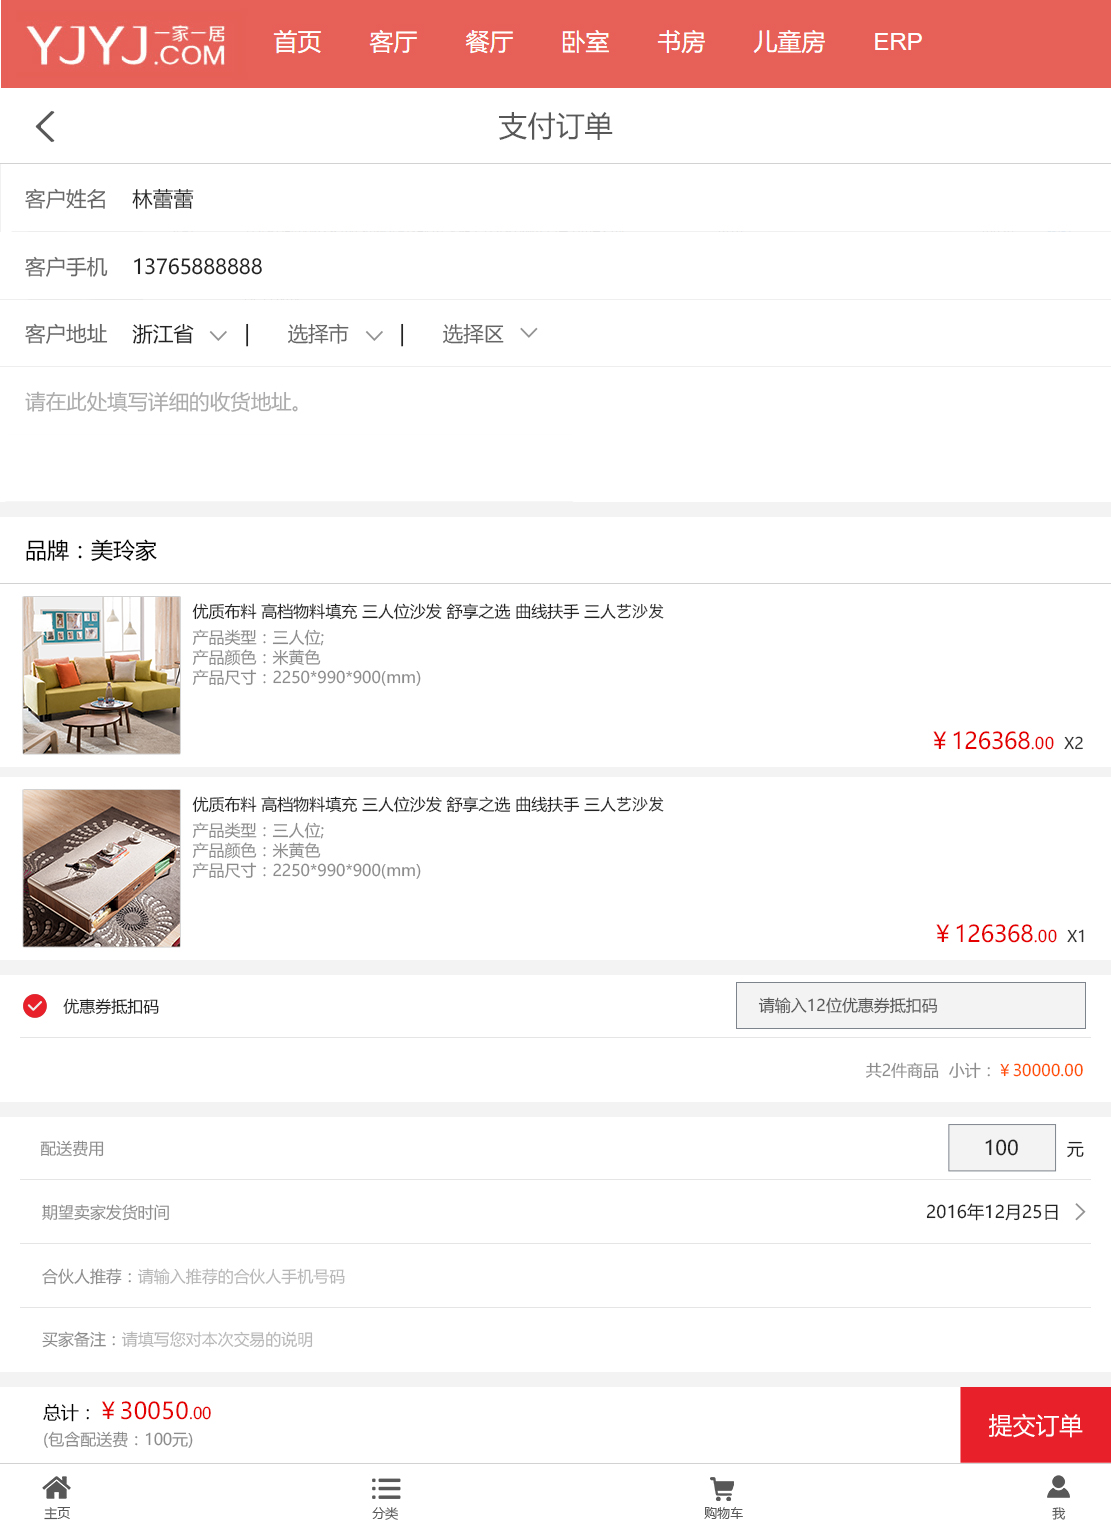 YJYJ一家一居.COM 首页 客厅 餐厅 卧室 书房 儿童房 ERP
支付订单
客户姓名 林蕾蕾
客户手机 13765888888
客户地址 浙江省 | 选择市 | 选择区
请在此处填写详细的收货地址。
品牌：美玲家
优质布料 高档物料填充 三人位沙发 舒享之选 曲线扶手 三人艺沙发
产品类型：三人位;
产品颜色：米黄色
产品尺寸：2250*990*900(mm)
¥126368.00 X2
优质布料 高档物料填充 三人位沙发 舒享之选 曲线扶手 三人艺沙发
产品类型：三人位;
产品颜色：米黄色
产品尺寸：2250*990*900(mm)
¥126368.00 X1
优惠券抵扣码 请输入12位优惠券抵扣码
共2件商品 小计：¥30000.00
配送费用 100 元
期望卖家发货时间 2016年12月25日
合伙人推荐：请输入推荐的合伙人手机号码
买家备注：请填写您对本次交易的说明
总计：¥30050.00
(包含配送费：100元)
提交订单
主页 分类 购物车 我